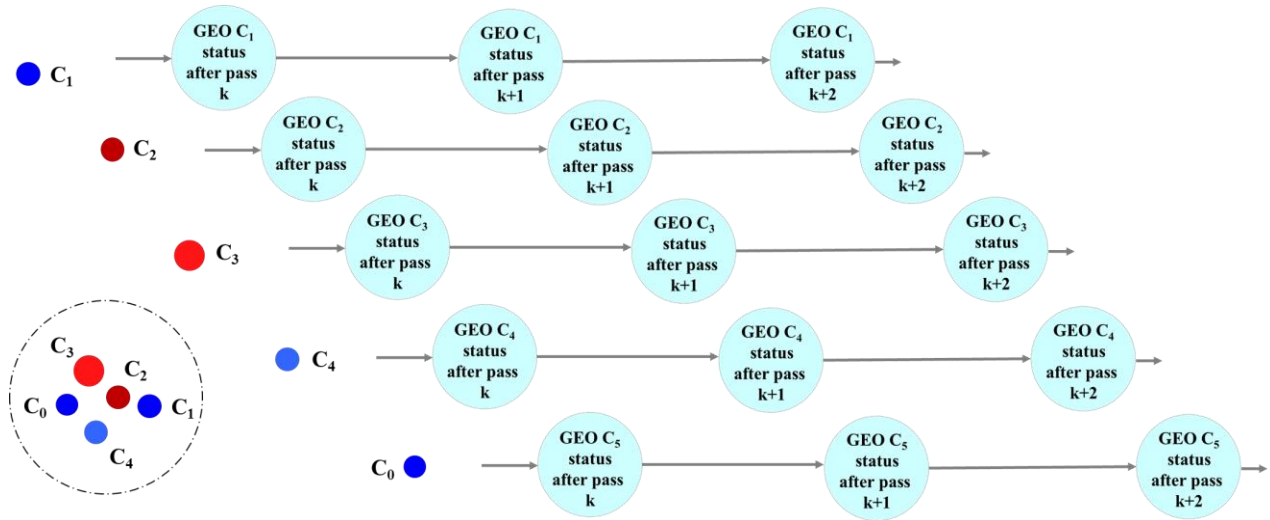 C₁
GEO C₁
status
after pass
k
GEO C₁
status
after pass
k+1
GEO C₁
status
after pass
k+2
C₂
GEO C₂
status
after pass
k
GEO C₂
status
after pass
k+1
GEO C₂
status
after pass
k+2
C₃
GEO C₃
status
after pass
k
GEO C₃
status
after pass
k+1
GEO C₃
status
after pass
k+2
C₄
GEO C₄
status
after pass
k
GEO C₄
status
after pass
k+1
GEO C₄
status
after pass
k+2
C₀
GEO C₅
status
after pass
k
GEO C₅
status
after pass
k+1
GEO C₅
status
after pass
k+2
C₃
C₂
C₀
C₁
C₄